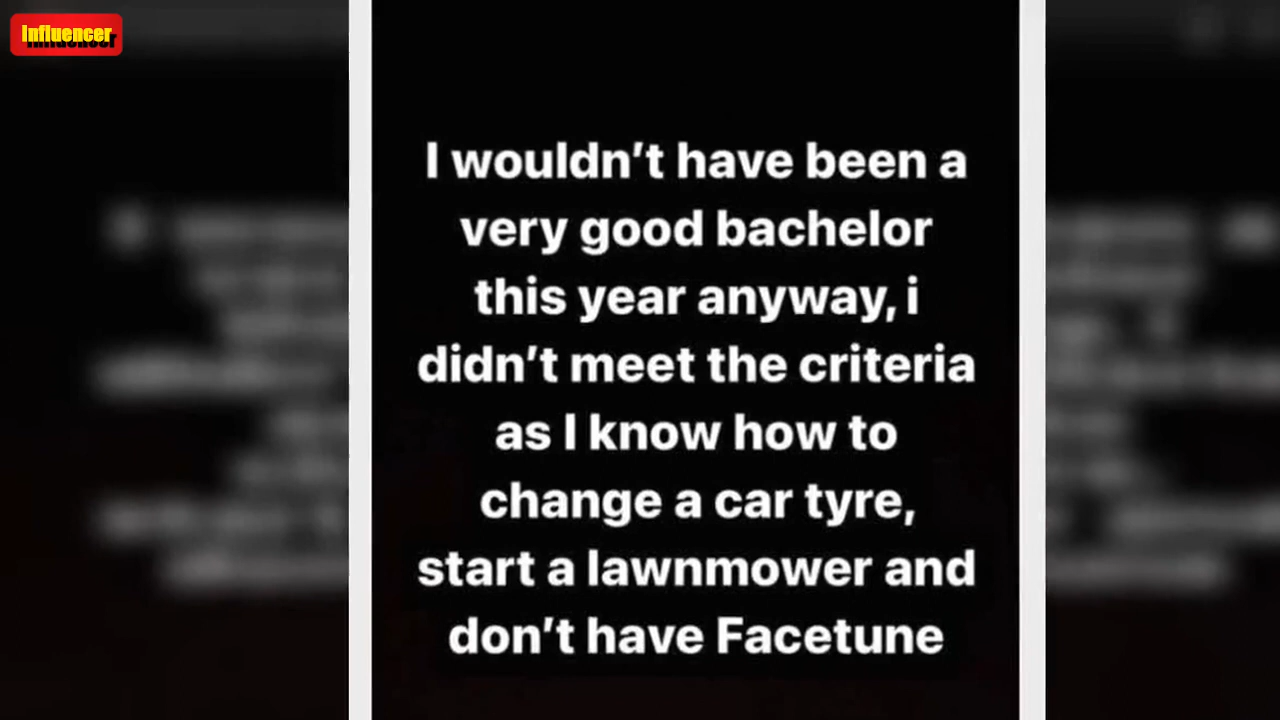 Influencer
I wouldn't have been a
very good bachelor
this year anyway, i
didn't meet the criteria
as I know how to
change a car tyre,
start a lawnmower and
don't have Facetune